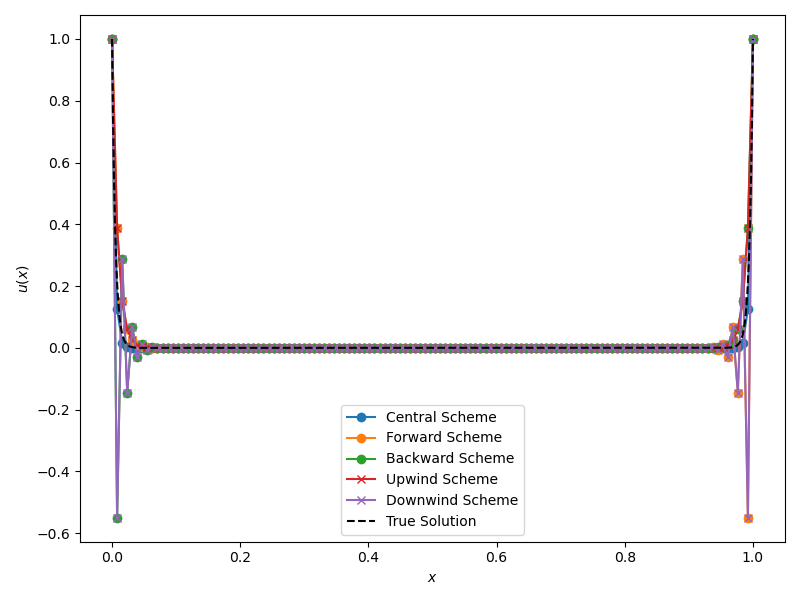 1.0
0.8
0.6
0.4
0.2
0.0
−0.2
−0.4
−0.6
u(x)
Central Scheme
Forward Scheme
Backward Scheme
Upwind Scheme
Downwind Scheme
True Solution
0.0 0.2 0.4 0.6 0.8 1.0
x